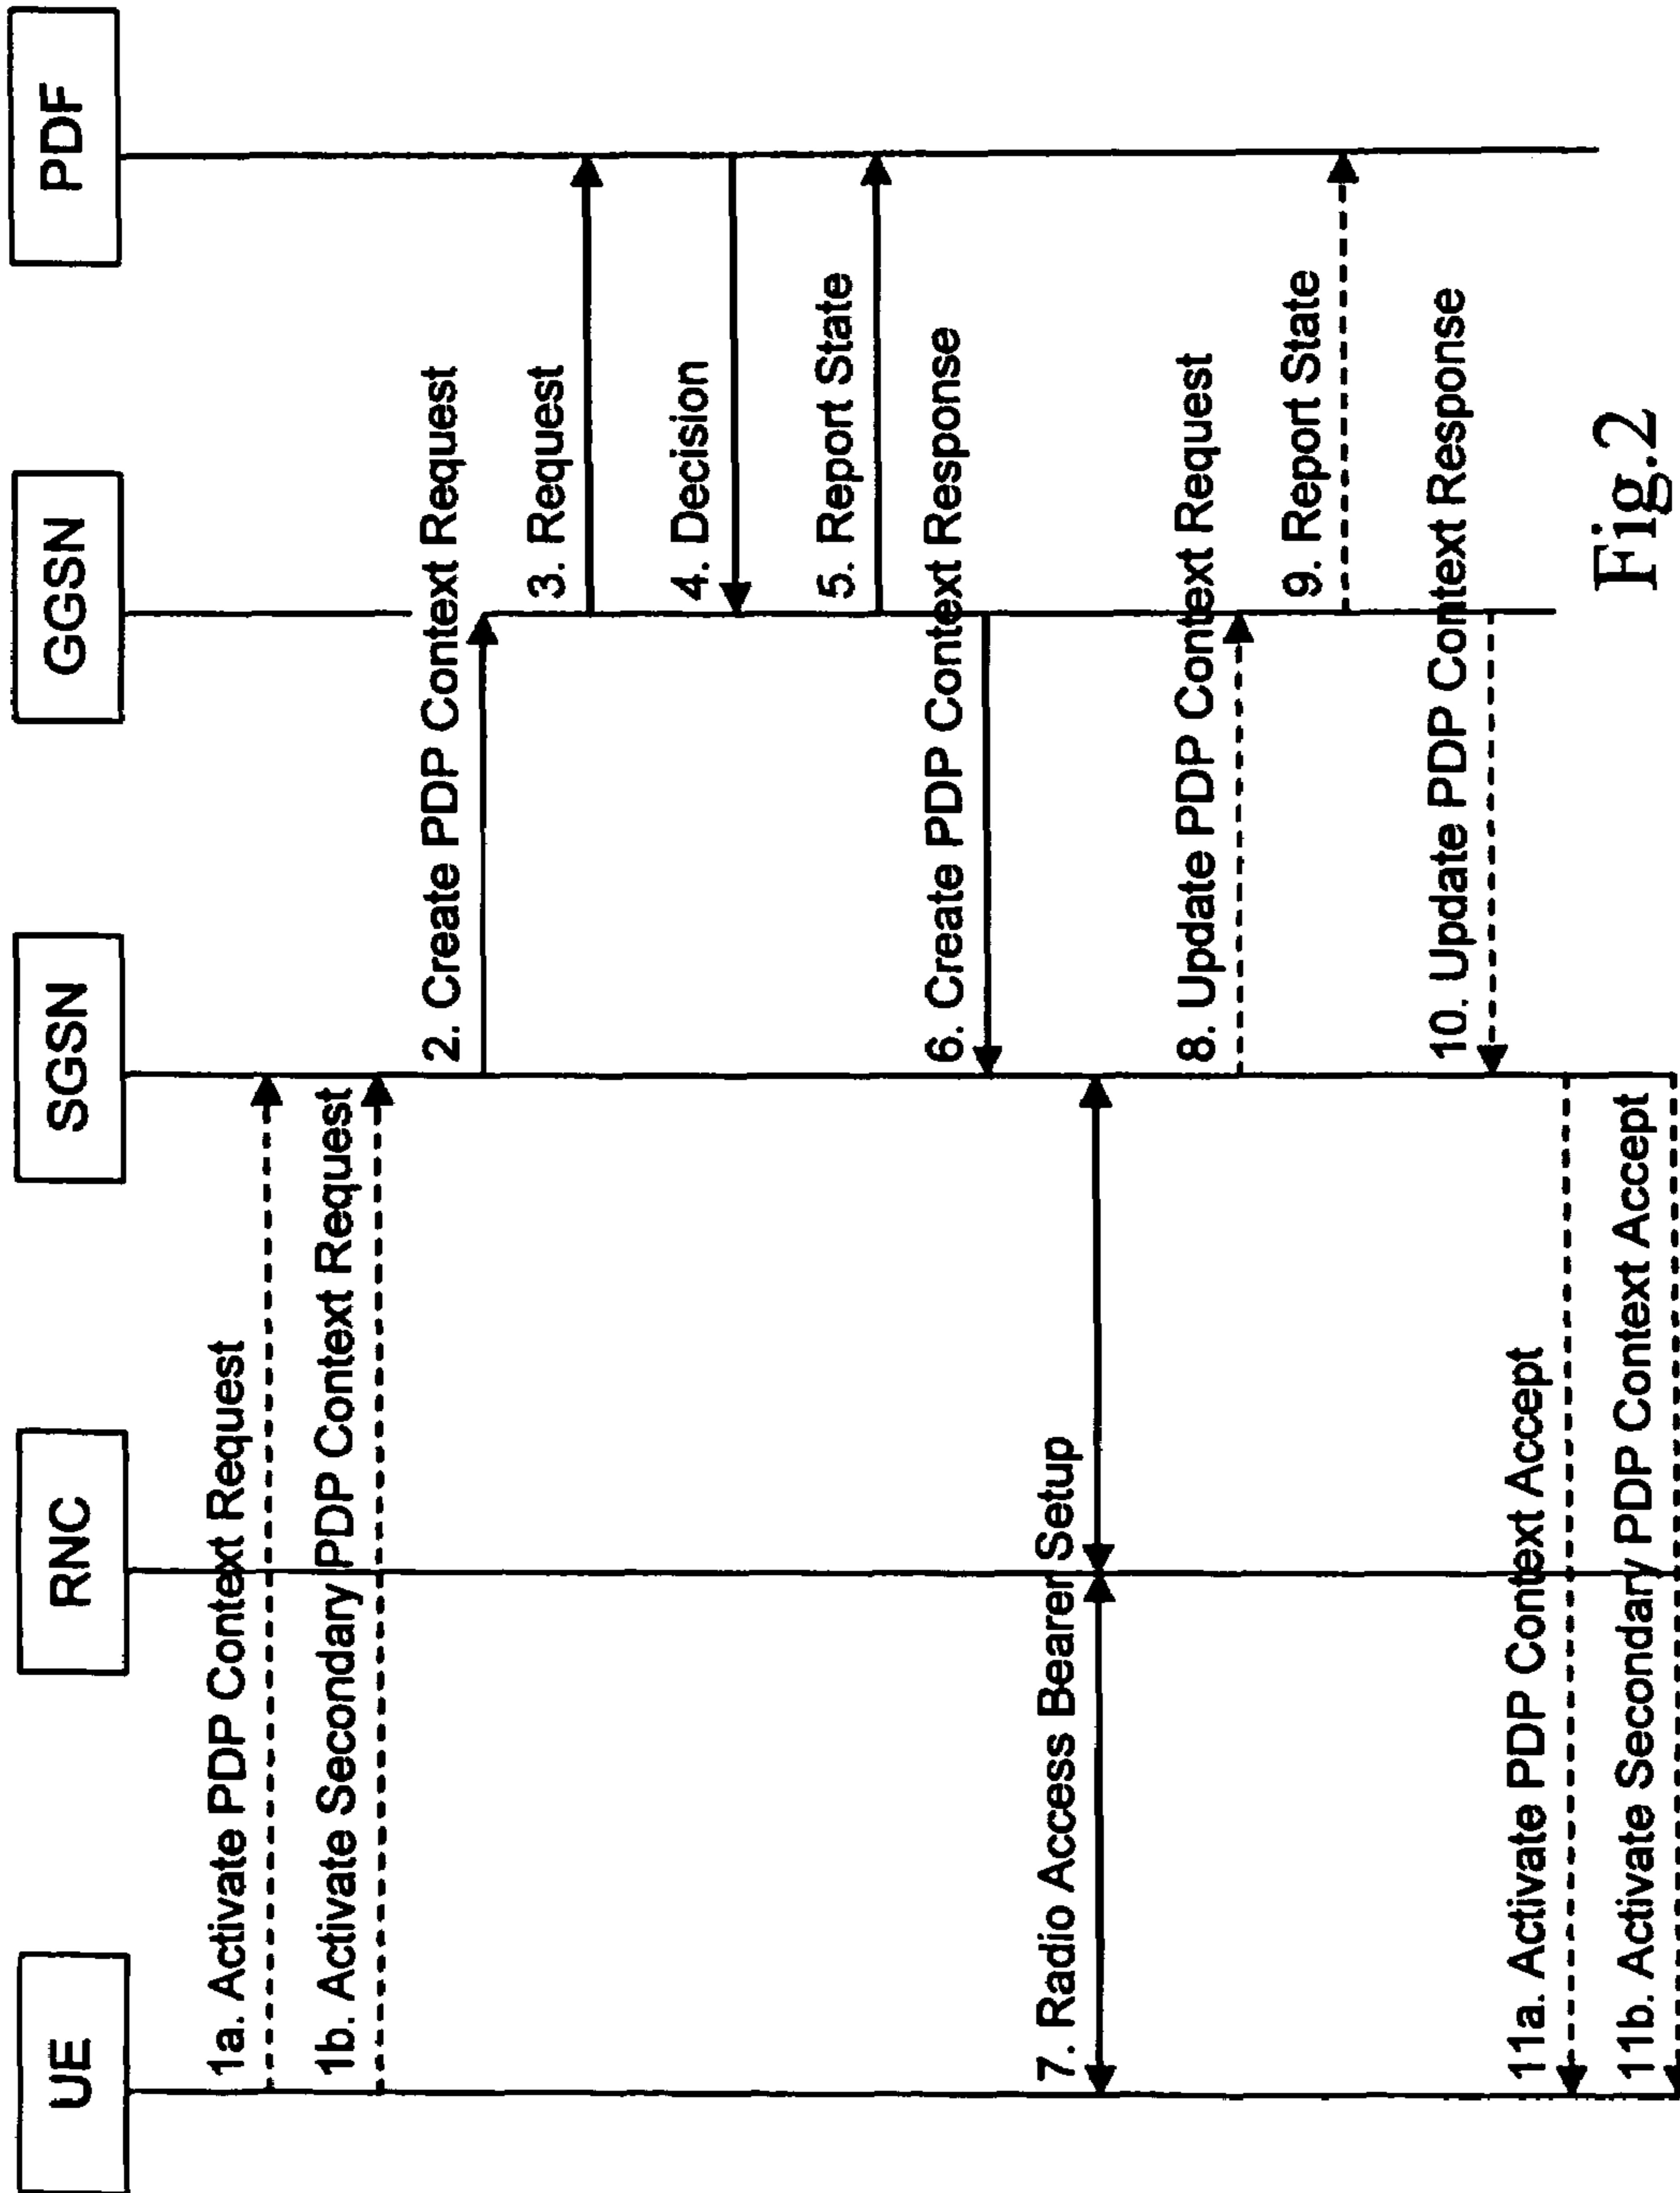 UE
RNC
SGSN
GGSN
PDF
1a. Activate PDP Context Request
1b. Activate Secondary PDP Context Request
2. Create PDP Context Request
3. Request
4. Decision
5. Report State
6. Create PDP Context Response
7. Radio Access Bearer Setup
8. Update PDP Context Request
9. Report State
10. Update PDP Context Response
11a. Activate PDP Context Accept
11b. Activate Secondary PDP Context Accept
Fig.2